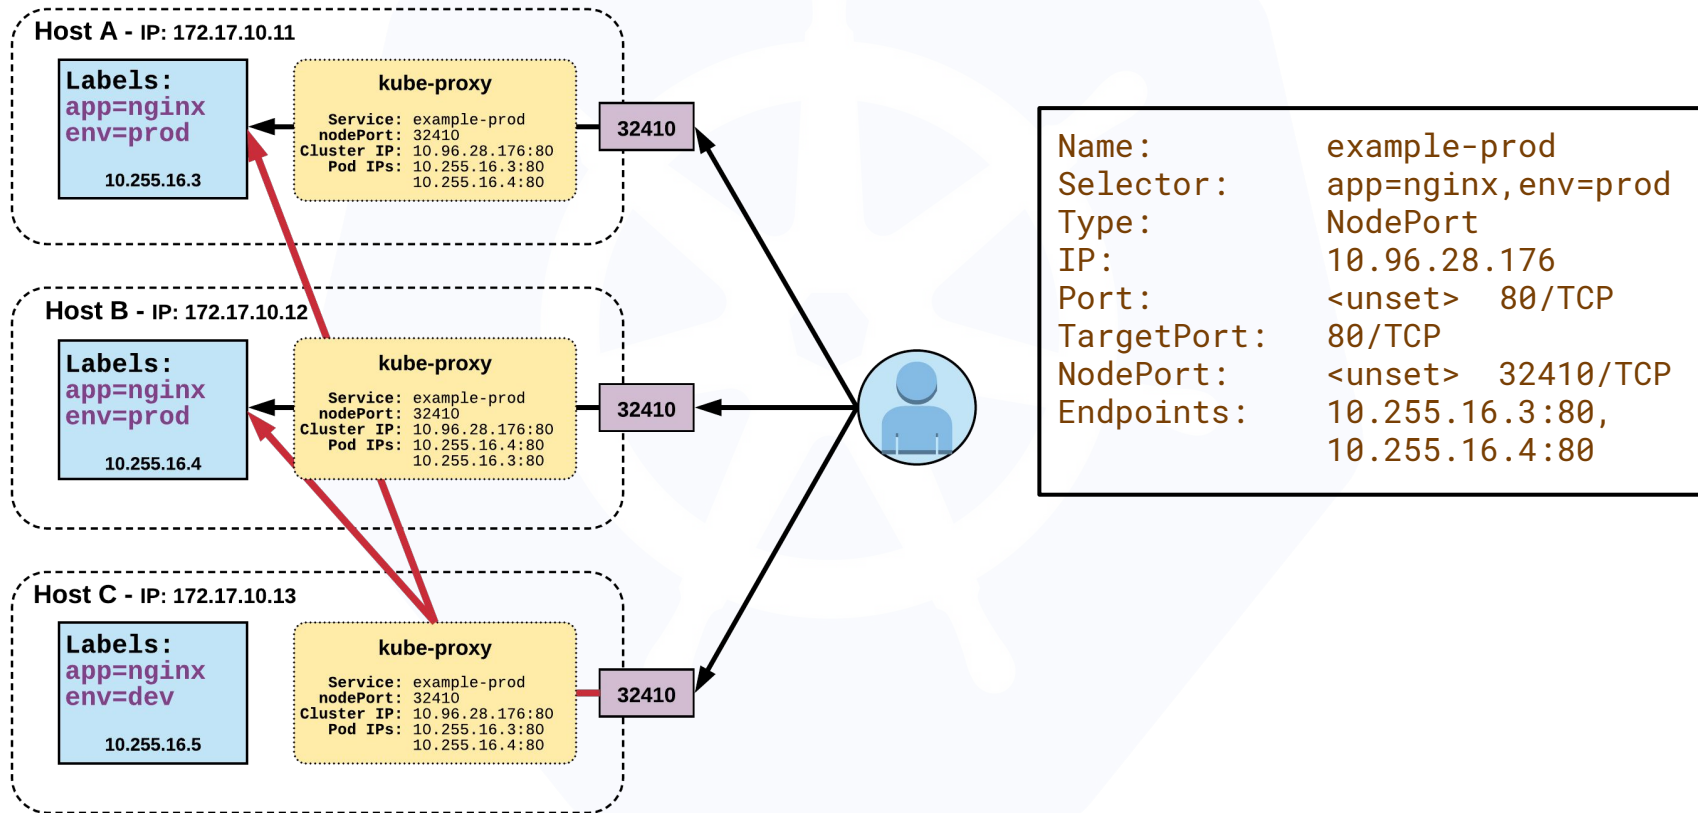 Host A - IP: 172.17.10.11
Labels:
app=nginx
env=prod
10.255.16.3
kube-proxy
Service: example-prod
nodePort: 32410
Cluster IP: 10.96.28.176:80
Pod IPs: 10.255.16.3:80
10.255.16.4:80
32410
Host B - IP: 172.17.10.12
Labels:
app=nginx
env=prod
10.255.16.4
kube-proxy
Service: example-prod
nodePort: 32410
Cluster IP: 10.96.28.176:80
Pod IPs: 10.255.16.4:80
10.255.16.3:80
32410
Host C - IP: 172.17.10.13
Labels:
app=nginx
env=dev
10.255.16.5
kube-proxy
Service: example-prod
nodePort: 32410
Cluster IP: 10.96.28.176:80
Pod IPs: 10.255.16.3:80
10.255.16.4:80
32410
Name: example-prod
Selector: app=nginx,env=prod
Type: NodePort
IP: 10.96.28.176
Port: <unset> 80/TCP
TargetPort: 80/TCP
NodePort: <unset> 32410/TCP
Endpoints: 10.255.16.3:80,
10.255.16.4:80